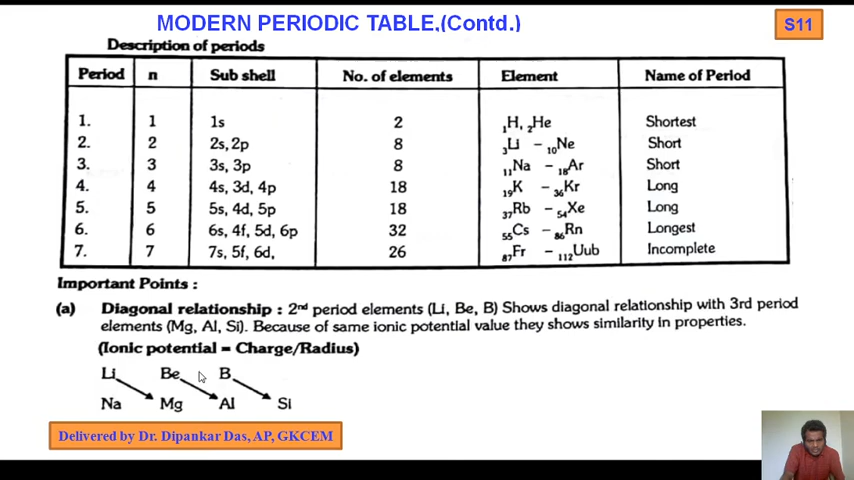 MODERN PERIODIC TABLE,(Contd.)
S11
Description of periods
Period n Sub shell No. of elements Element Name of Period
1. 1 1s 2 ₁H, ₂He Shortest
2. 2 2s, 2p 8 ₃Li – ₁₀Ne Short
3. 3 3s, 3p 8 ₁₁Na – ₁₈Ar Short
4. 4 4s, 3d, 4p 18 ₁₉K – ₃₆Kr Long
5. 5 5s, 4d, 5p 18 ₃₇Rb – ₅₄Xe Long
6. 6 6s, 4f, 5d, 6p 32 ₅₅Cs – ₈₆Rn Longest
7. 7 7s, 5f, 6d, 26 ₈₇Fr – ₁₁₂Uub Incomplete
Important Points :
(a) Diagonal relationship : 2ⁿᵈ period elements (Li, Be, B) Shows diagonal relationship with 3rd period
elements (Mg, Al, Si). Because of same ionic potential value they shows similarity in properties.
(Ionic potential = Charge/Radius)
Li Be B
Na Mg Al Si
Delivered by Dr. Dipankar Das, AP, GKCEM